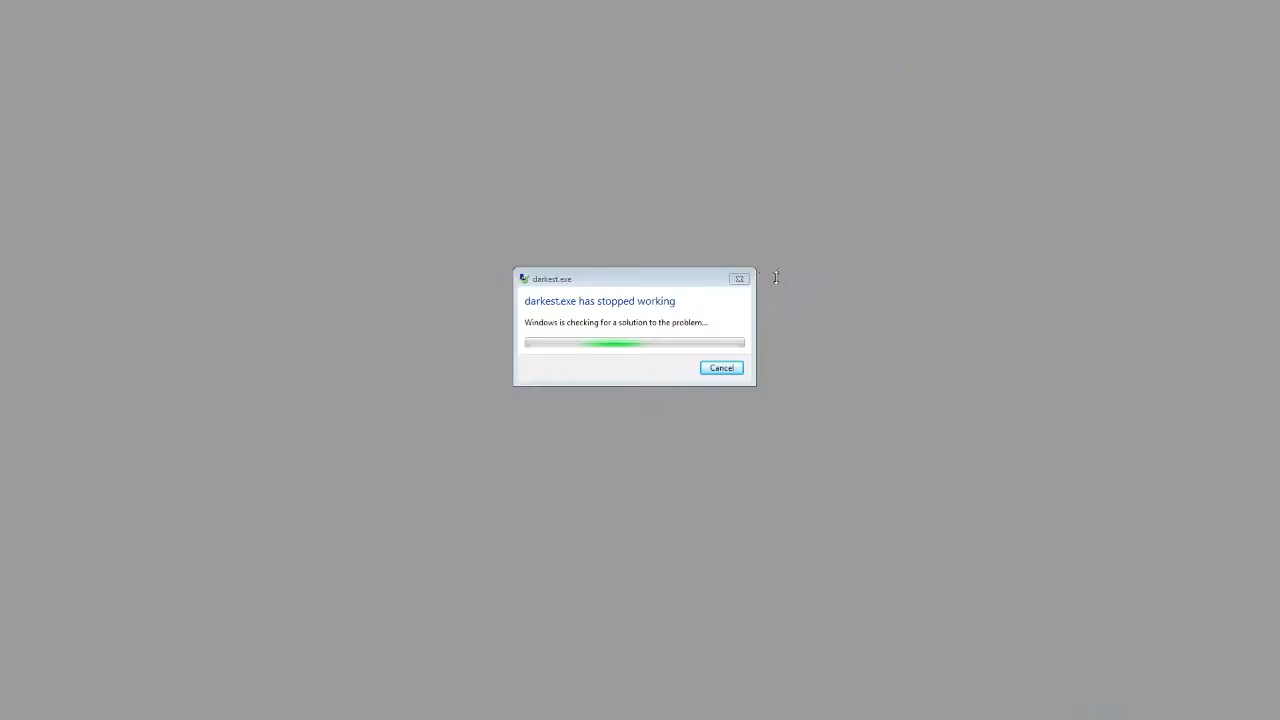 darkest.exe
darkest.exe has stopped working
Windows is checking for a solution to the problem...
Cancel